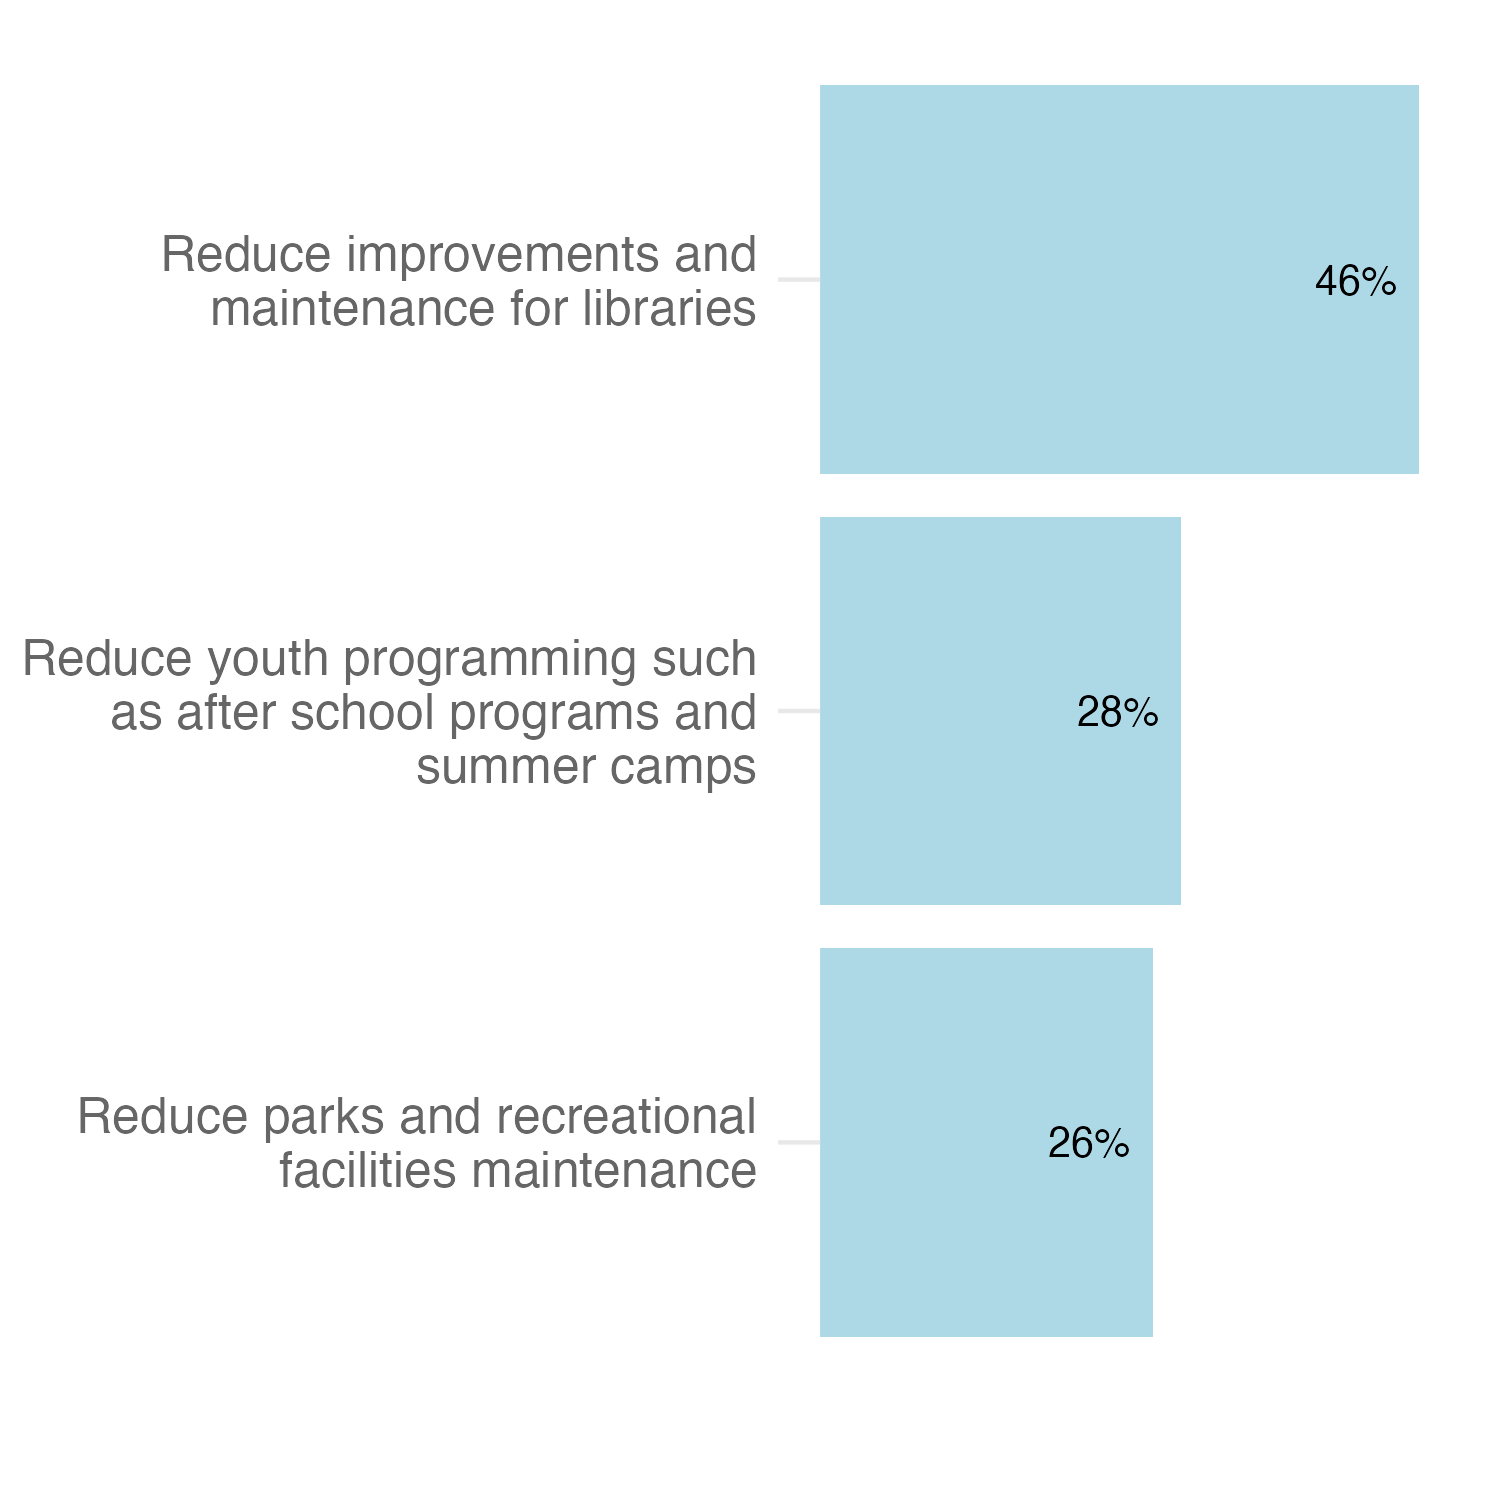 Reduce improvements and
maintenance for libraries
46%
Reduce youth programming such
as after school programs and
summer camps
28%
Reduce parks and recreational
facilities maintenance
26%